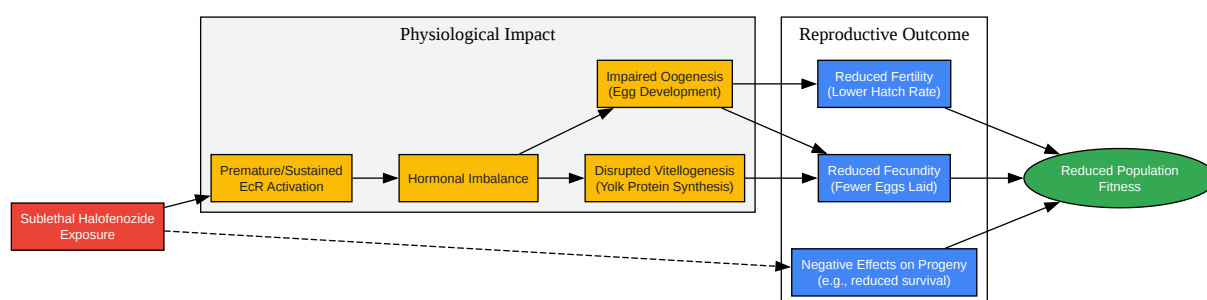 Physiological Impact
Reproductive Outcome
Impaired Oogenesis
(Egg Development)
Reduced Fertility
(Lower Hatch Rate)
Premature/Sustained
EcR Activation
Hormonal Imbalance
Disrupted Vitellogenesis
(Yolk Protein Synthesis)
Reduced Fecundity
(Fewer Eggs Laid)
Reduced Population
Fitness
Sublethal Halofenozide
Exposure
Negative Effects on Progeny
(e.g., reduced survival)